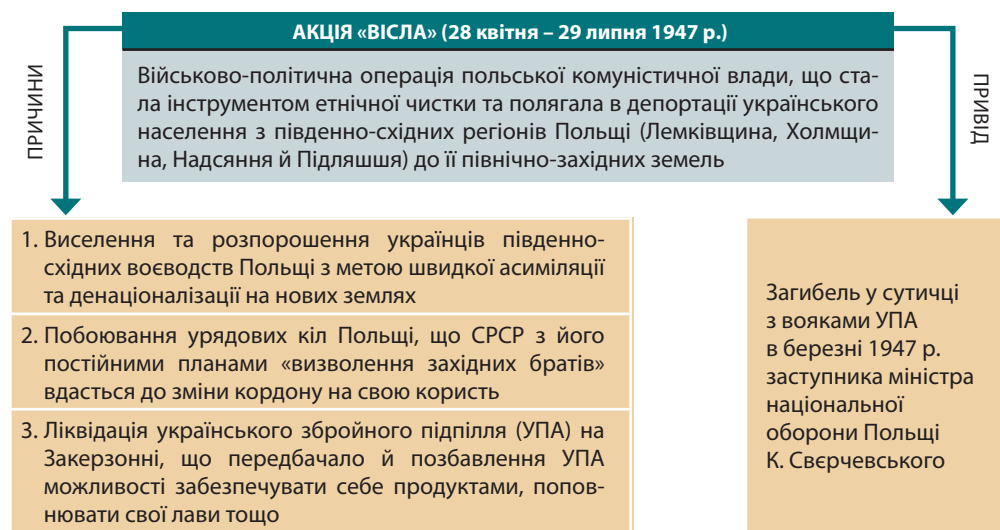 АКЦІЯ «ВІСЛА» (28 квітня – 29 липня 1947 р.)
Військово-політична операція польської комуністичної влади, що ста-
ла інструментом етнічної чистки та полягала в депортації українського
населення з південно-східних регіонів Польщі (Лемківщина, Холмщи-
на, Надсяння й Підляшшя) до її північно-західних земель
ПРИЧИНИ
ПРИВІД
1. Виселення та розпорошення українців південно-
східних воєводств Польщі з метою швидкої асиміляції
та денаціоналізації на нових землях
2. Побоювання урядових кіл Польщі, що СРСР з його
постійними планами «визволення західних братів»
вдасться до зміни кордону на свою користь
3. Ліквідація українського збройного підпілля (УПА) на
Закерзонні, що передбачало й позбавлення УПА
можливості забезпечувати себе продуктами, попов-
нювати свої лави тощо
Загибель у сутичці
з вояками УПА
в березні 1947 р.
заступника міністра
національної
оборони Польщі
К. Свєрчевського